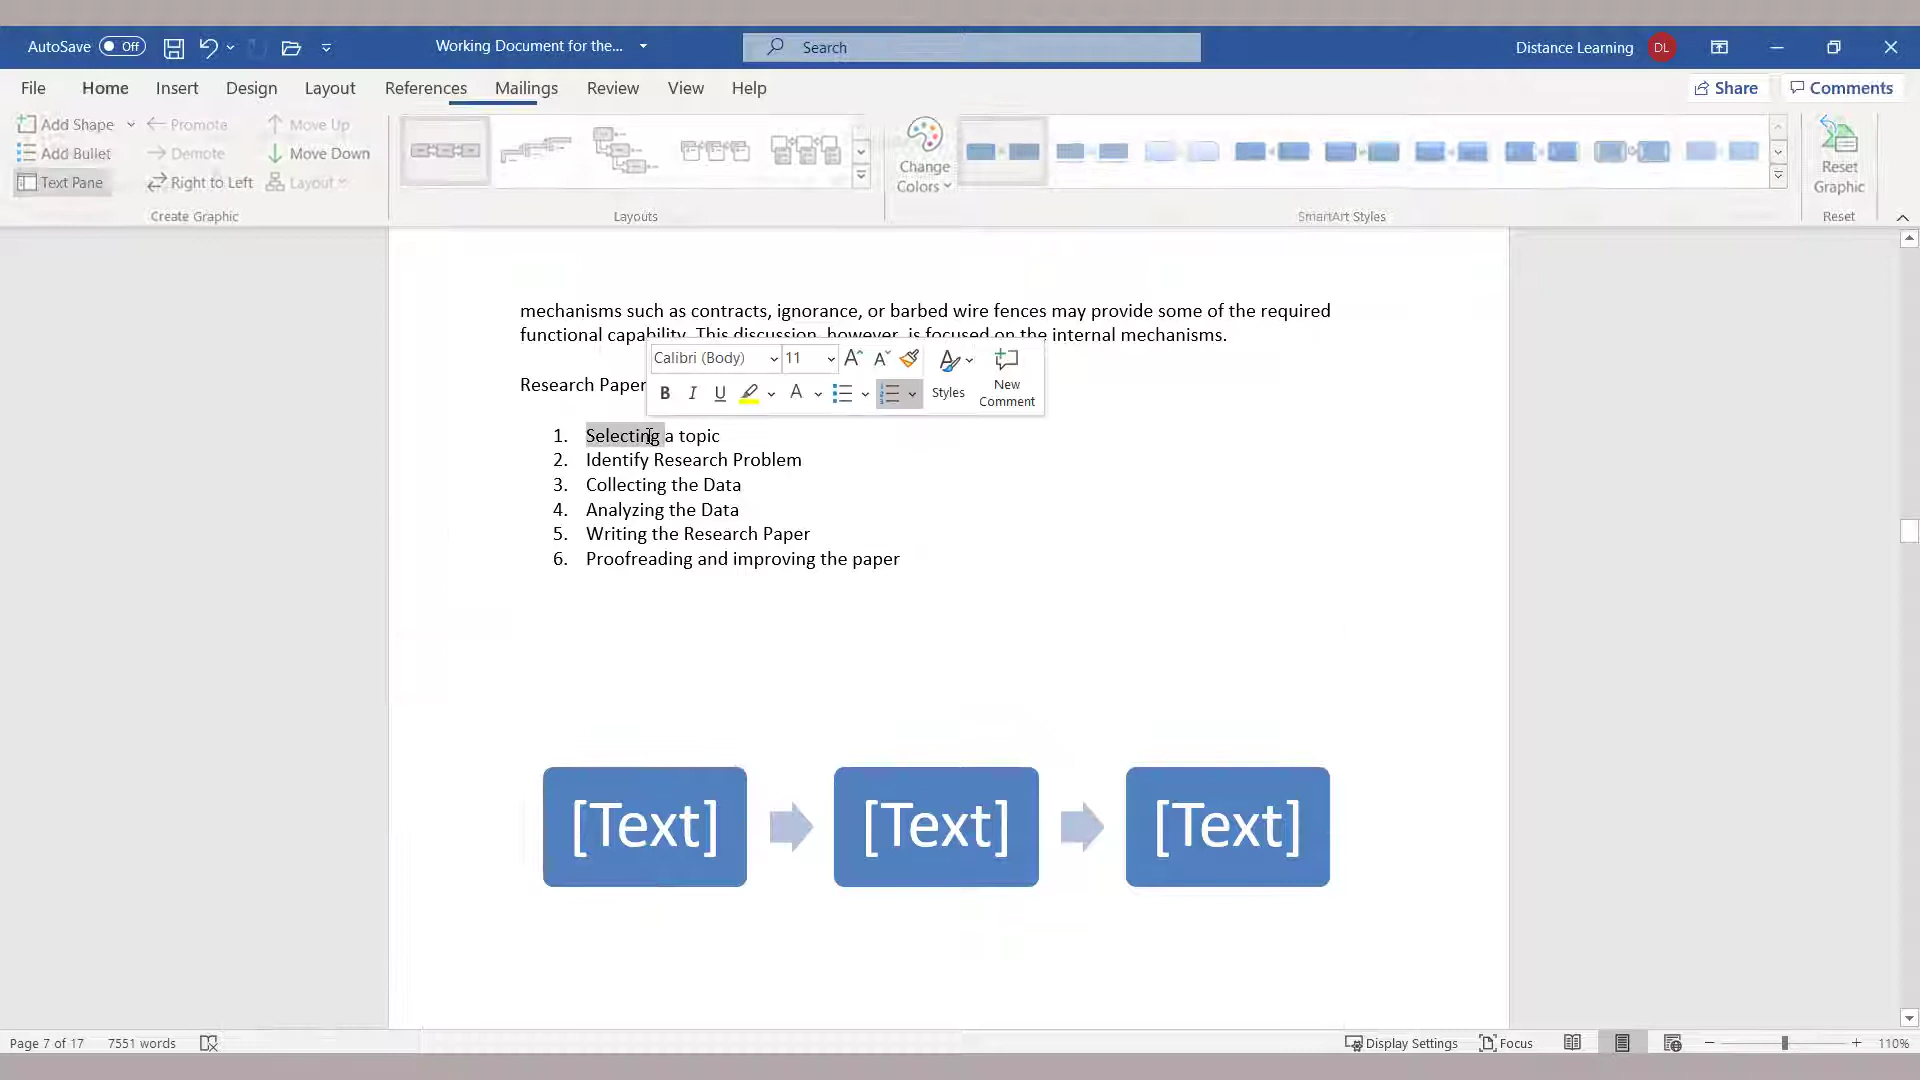 AutoSave Off Working Document for the... Search Distance Learning DL
File Home Insert Design Layout References Mailings Review View Help Share Comments
Add Shape Promote Move Up
Add Bullet Demote Move Down
Text Pane Right to Left Layout
Change Colors
Reset Graphic
Create Graphic Layouts SmartArt Styles Reset
mechanisms such as contracts, ignorance, or barbed wire fences may provide some of the required
functional capability. This discussion, however, is focused on the internal mechanisms.
Calibri (Body) 11
B I U A Styles New Comment
Research Paper
1. Selecting a topic
2. Identify Research Problem
3. Collecting the Data
4. Analyzing the Data
5. Writing the Research Paper
6. Proofreading and improving the paper
[Text] [Text] [Text]
Page 7 of 17 7551 words Display Settings Focus 110%